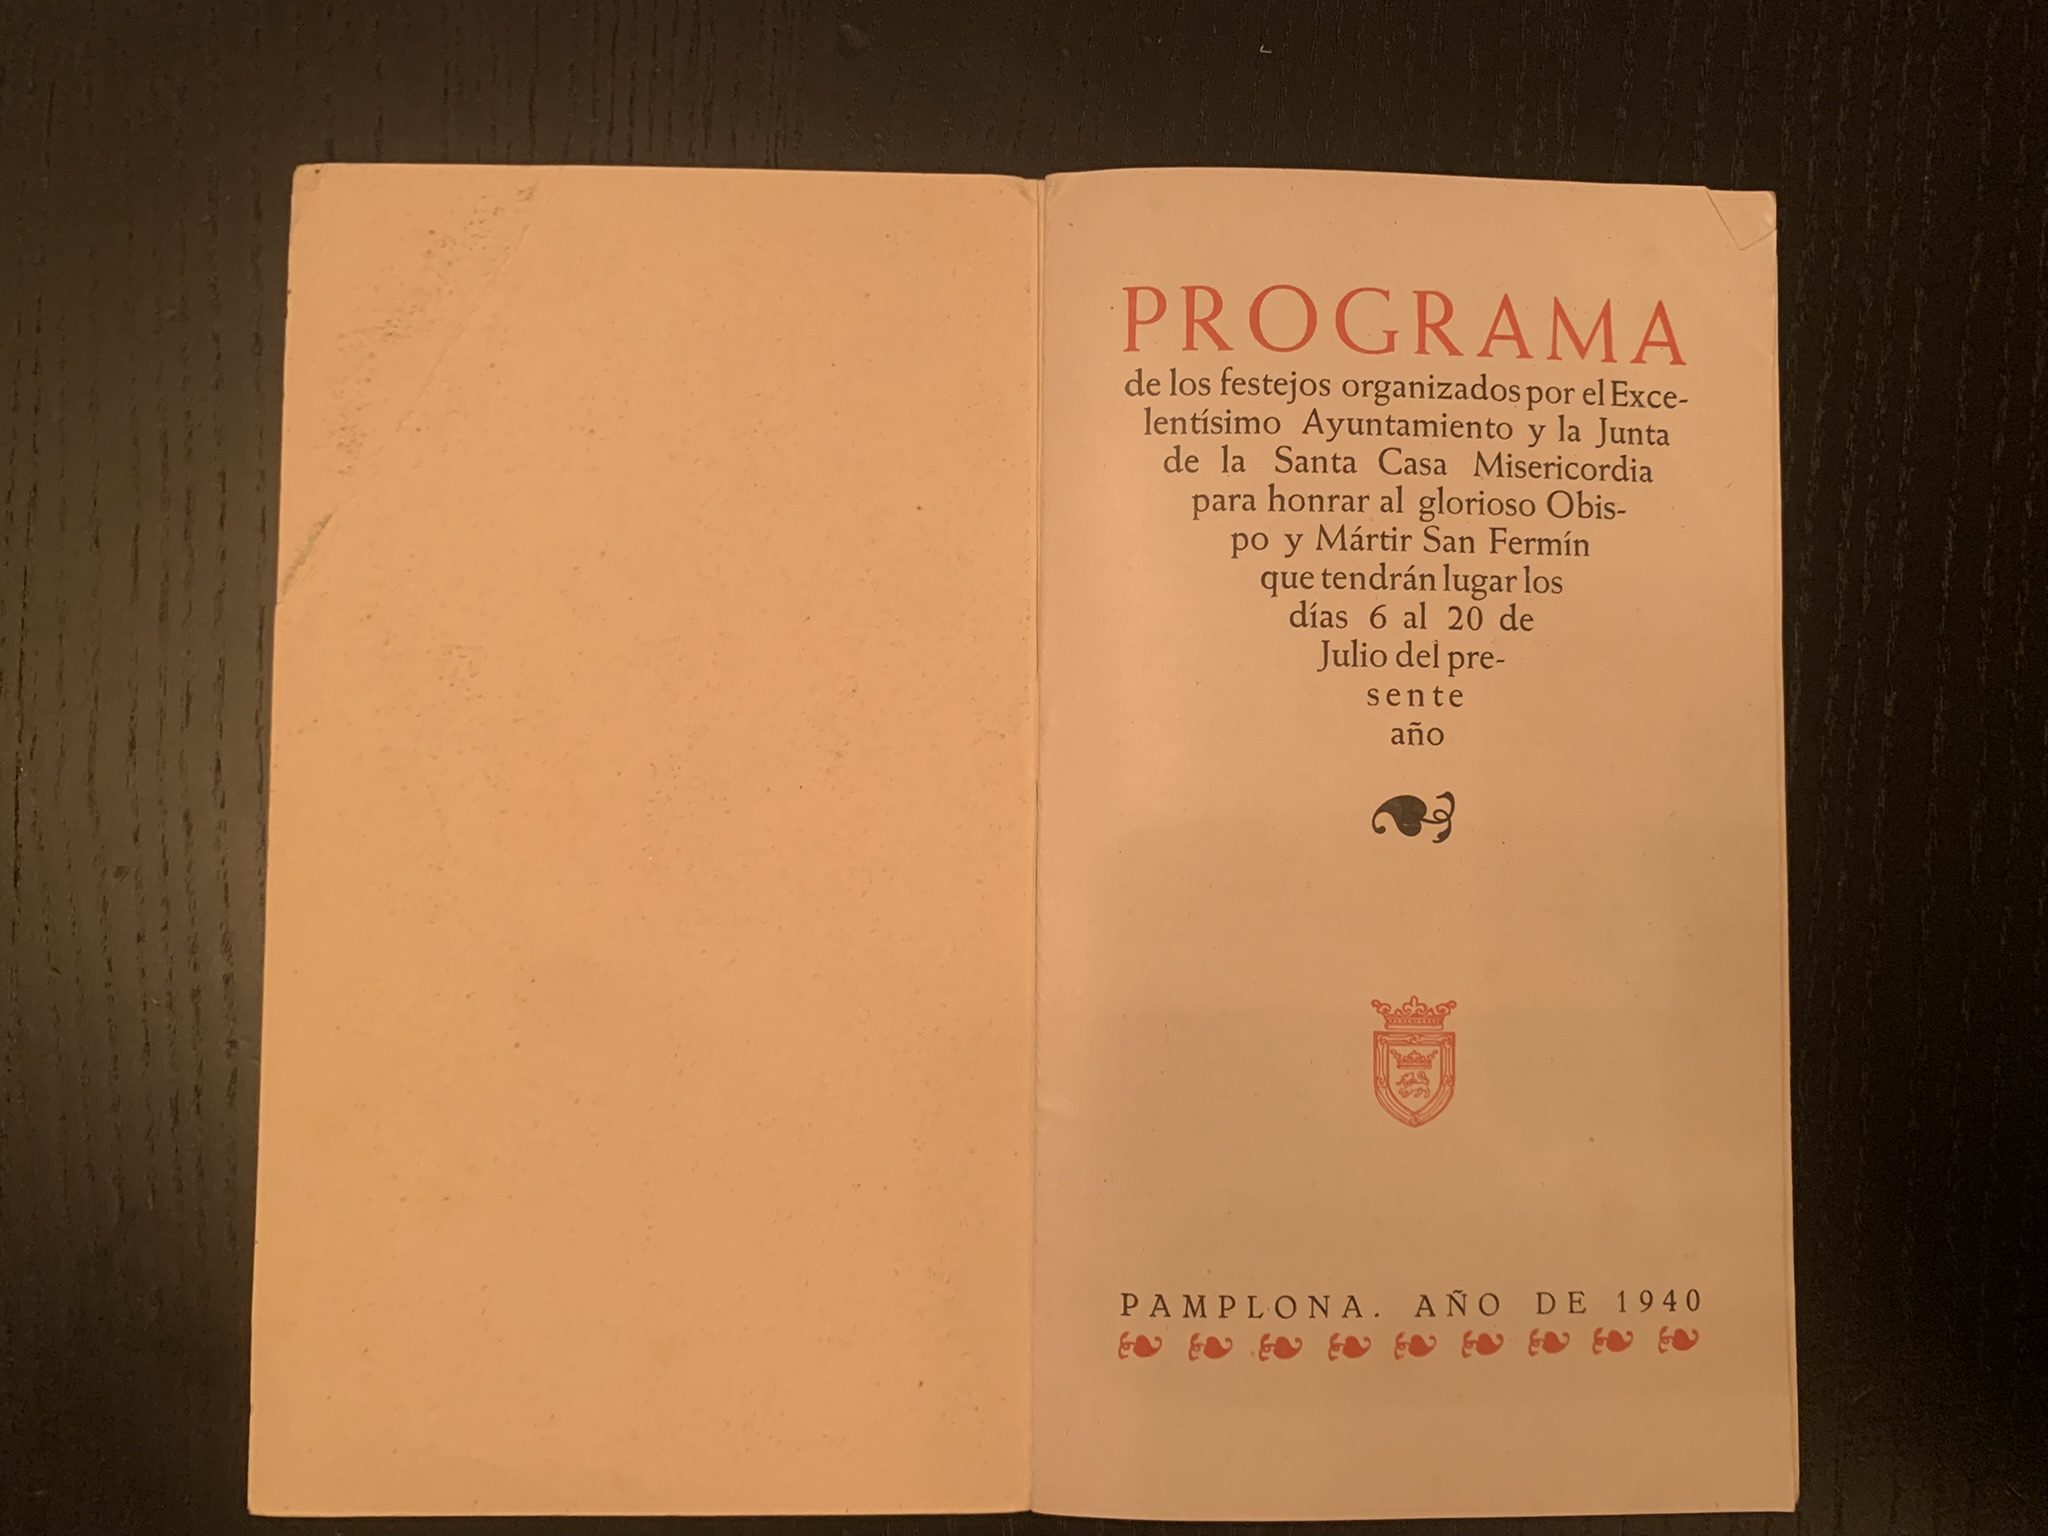 PROGRAMA
de los festejos organizados por el Exce-
lentísimo Ayuntamiento y la Junta
de la Santa Casa Misericordia
para honrar al glorioso Obis-
po y Mártir San Fermín
que tendrán lugar los
días 6 al 20 de
Julio del pre-
sente
año
PAMPLONA. AÑO DE 1940